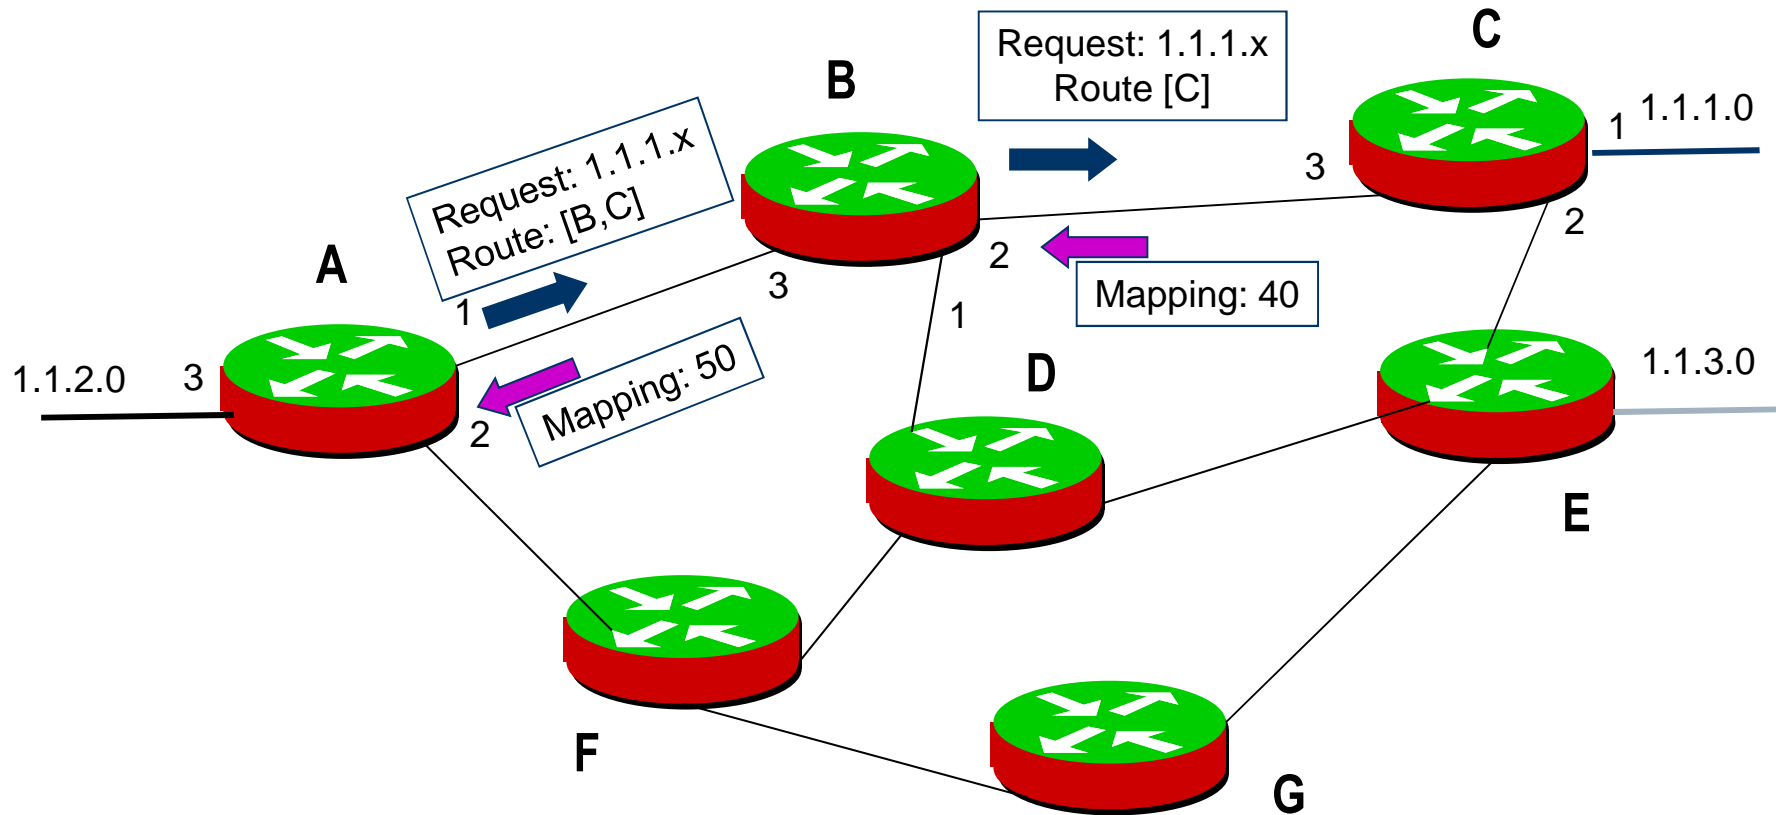 C
Request: 1.1.1.x
Route [C]
B
1
1.1.1.0
Request: 1.1.1.x
Route: [B,C]
3
2
A
2
3
Mapping: 40
1
1
Mapping: 50
D
1.1.3.0
1.1.2.0
3
2
E
F
G